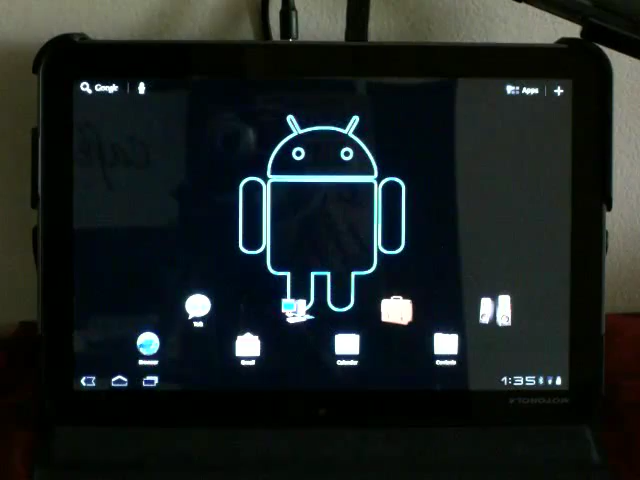 Google
Apps
Talk
Browser
Email
Calendar
Contacts
1:35
MOTOROLA